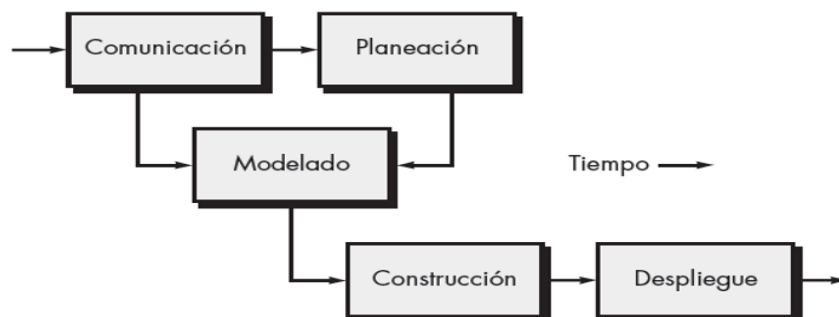 Comunicación
Planeación
Modelado
Tiempo
Construcción
Despliegue